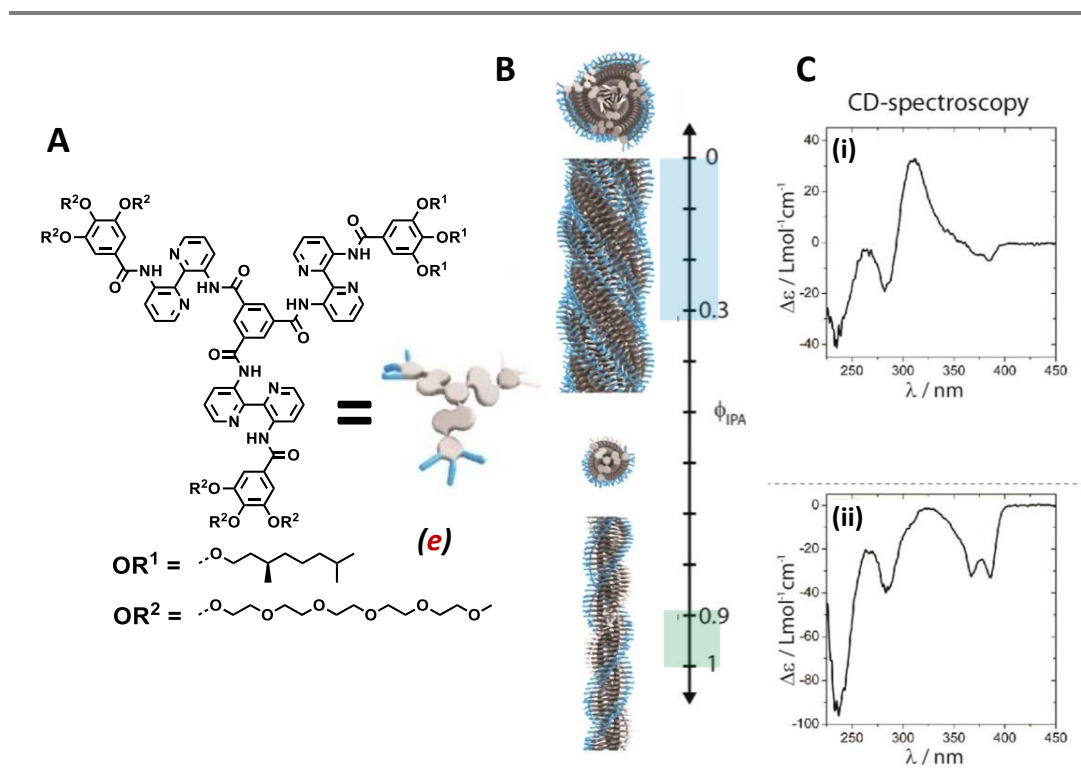 A
R²O
OR²
R²O
NH
O
N
N
HN
O
O
NH
O
O
NH
N
N
HN
O
R²O
R²O
OR²
O
HN
N
N
NH
O
OR¹
OR¹
OR¹
=
(e)
OR¹ =
O
OR² =
O
O
O
O
O
O
B
0
0.3
ϕIPA
0.9
1
C
CD-spectroscopy
(i)
40
20
0
-20
-40
Δε / Lmol⁻¹cm⁻¹
250 300 350 400 450
λ / nm
(ii)
0
-20
-40
-60
-80
-100
Δε / Lmol⁻¹cm⁻¹
250 300 350 400 450
λ / nm